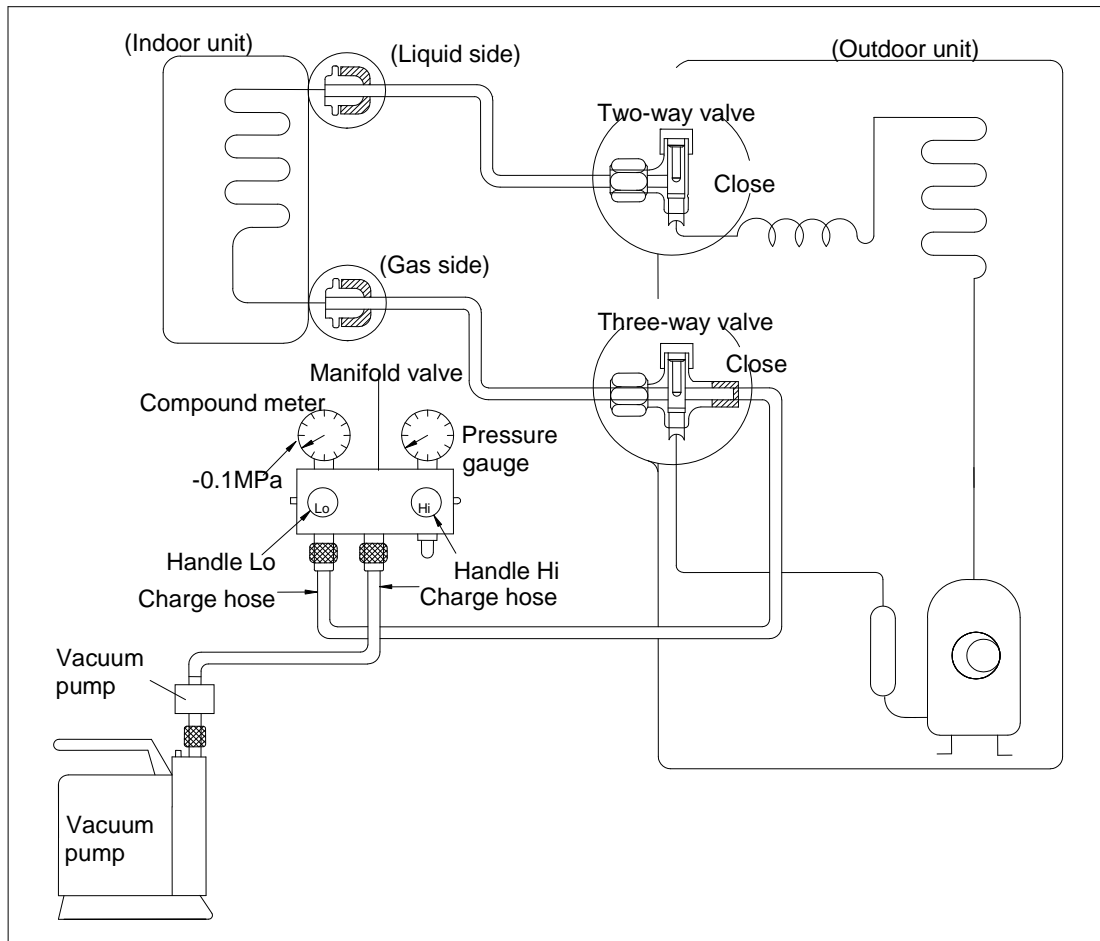 (Indoor unit)
(Liquid side)
(Outdoor unit)
Two-way valve
Close
(Gas side)
Three-way valve
Close
Manifold valve
Compound meter
Pressure
gauge
-0.1MPa
Lo
Hi
Handle Lo
Handle Hi
Charge hose
Charge hose
Vacuum
pump
Vacuum
pump